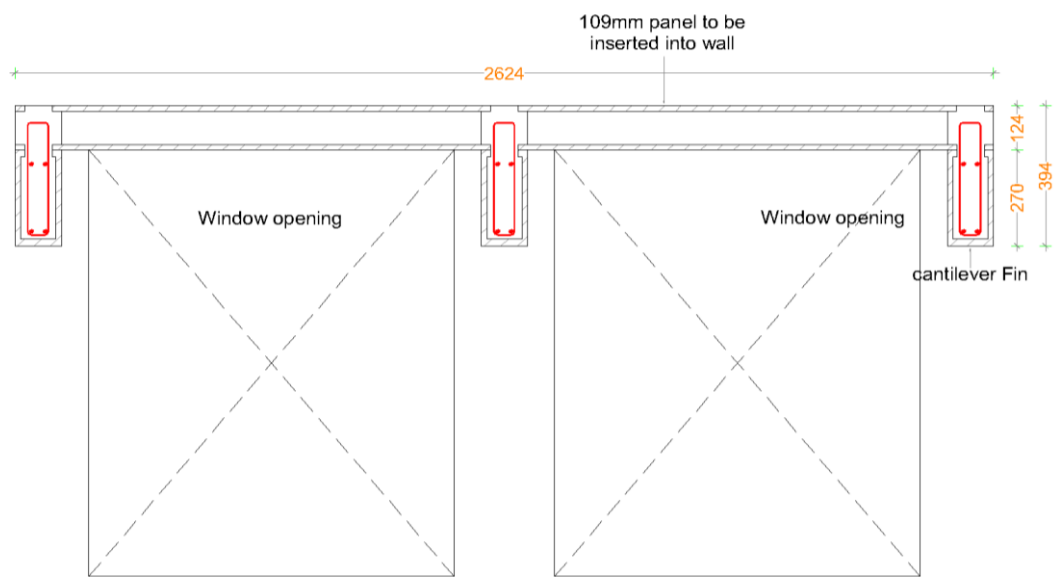 109mm panel to be
inserted into wall
2624
124
394
270
Window opening
Window opening
cantilever Fin